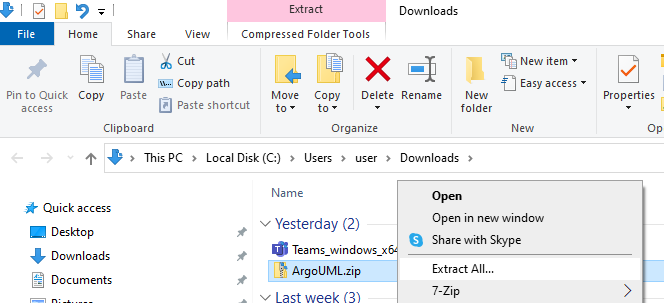 Extract
Downloads
File
Home
Share
View
Compressed Folder Tools
Pin to Quick access
Copy
Paste
Cut
Copy path
Paste shortcut
Move to
Copy to
Delete
Rename
New folder
New item
Easy access
Properties
Clipboard
Organize
New
This PC > Local Disk (C:) > Users > user > Downloads >
Name
Quick access
Desktop
Downloads
Documents
Yesterday (2)
Teams_windows_x64
ArgoUML.zip
Last week (3)
Open
Open in new window
Share with Skype
Extract All...
7-Zip